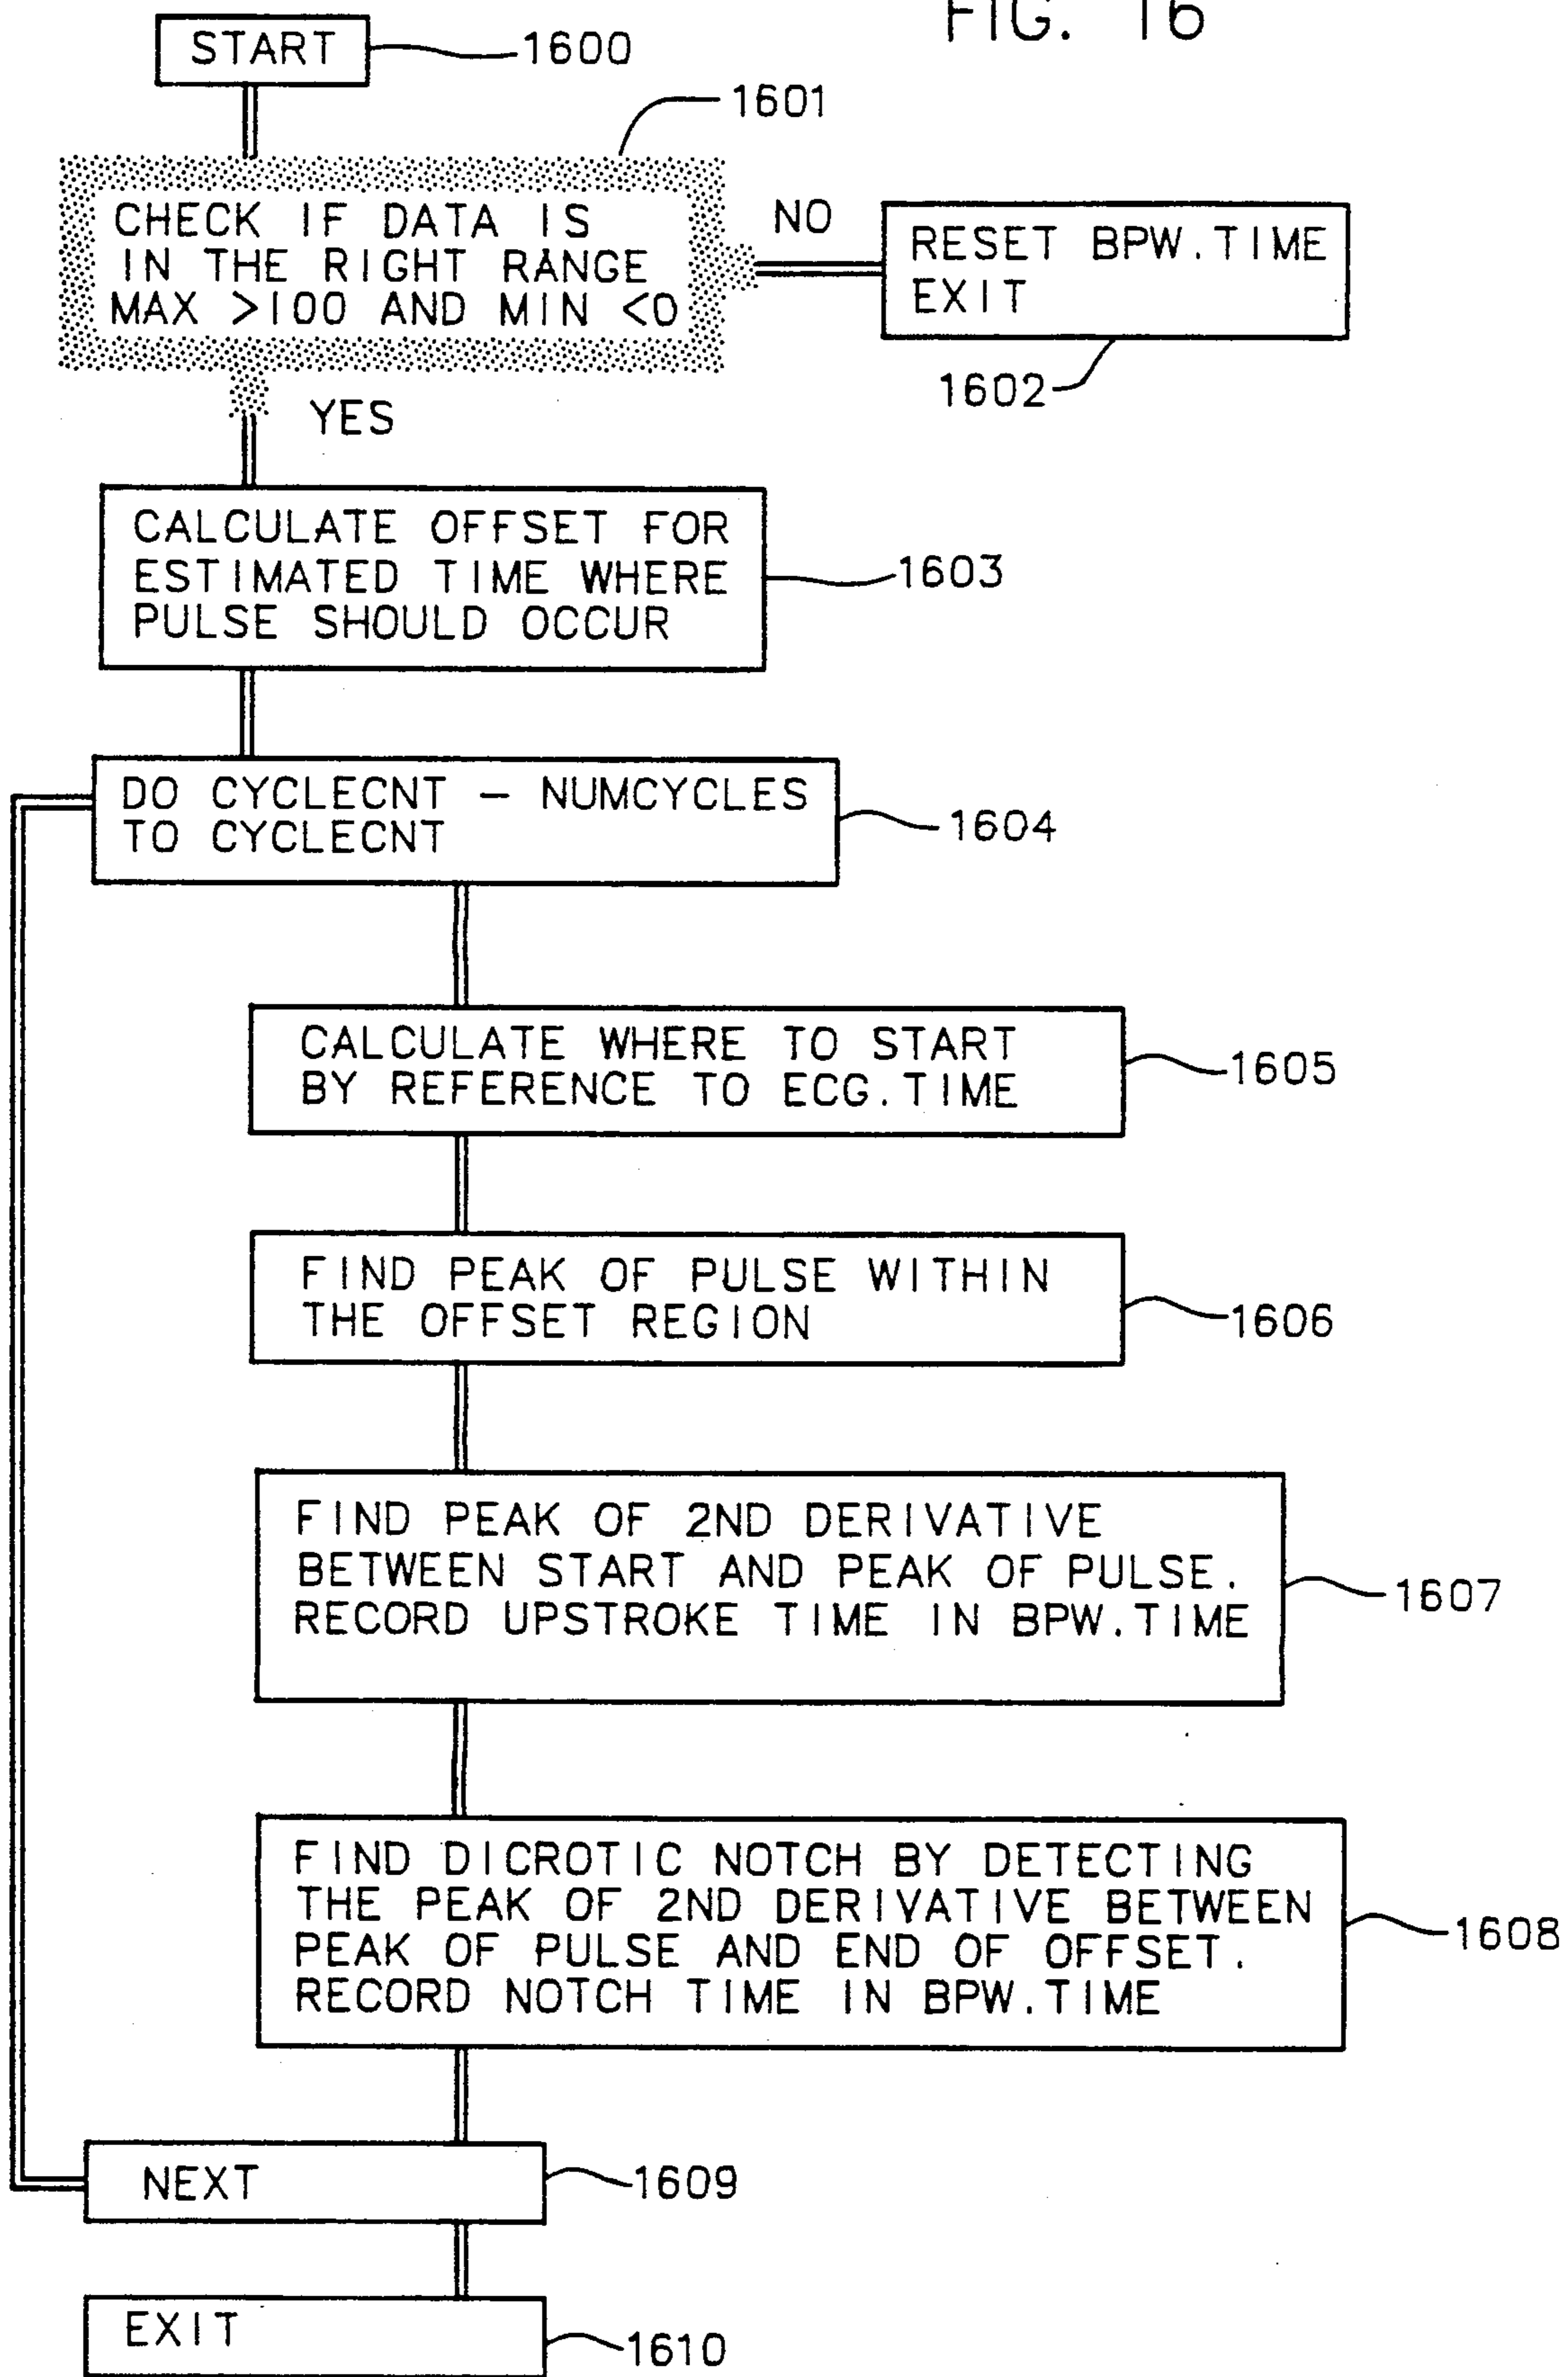 FIG. 16
START
1600
1601
CHECK IF DATA IS
IN THE RIGHT RANGE
MAX >100 AND MIN <0
NO
RESET BPW.TIME
EXIT
1602
YES
CALCULATE OFFSET FOR
ESTIMATED TIME WHERE
PULSE SHOULD OCCUR
1603
DO CYCLECNT - NUMCYCLES
TO CYCLECNT
1604
CALCULATE WHERE TO START
BY REFERENCE TO ECG.TIME
1605
FIND PEAK OF PULSE WITHIN
THE OFFSET REGION
1606
FIND PEAK OF 2ND DERIVATIVE
BETWEEN START AND PEAK OF PULSE.
RECORD UPSTROKE TIME IN BPW.TIME
1607
FIND DICROTIC NOTCH BY DETECTING
THE PEAK OF 2ND DERIVATIVE BETWEEN
PEAK OF PULSE AND END OF OFFSET.
RECORD NOTCH TIME IN BPW.TIME
1608
NEXT
1609
EXIT
1610